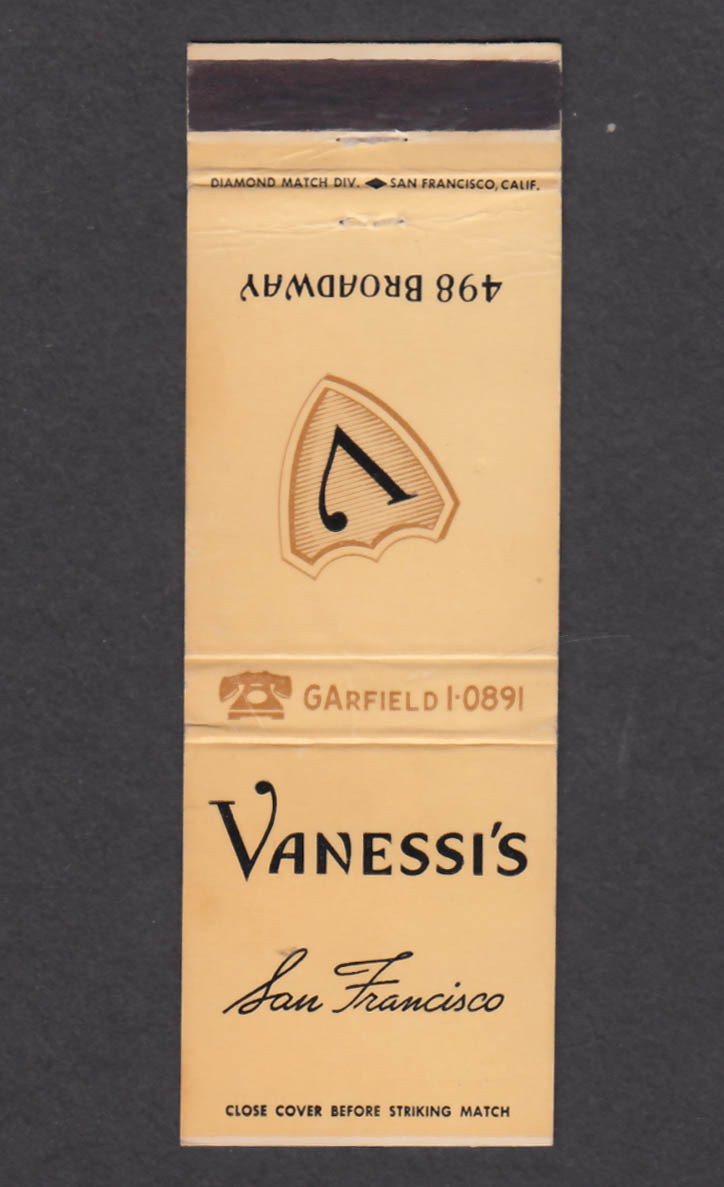 DIAMOND MATCH DIV. SAN FRANCISCO, CALIF.
498 BROADWAY
V
GARFIELD 1-0891
VANESSI'S
San Francisco
CLOSE COVER BEFORE STRIKING MATCH